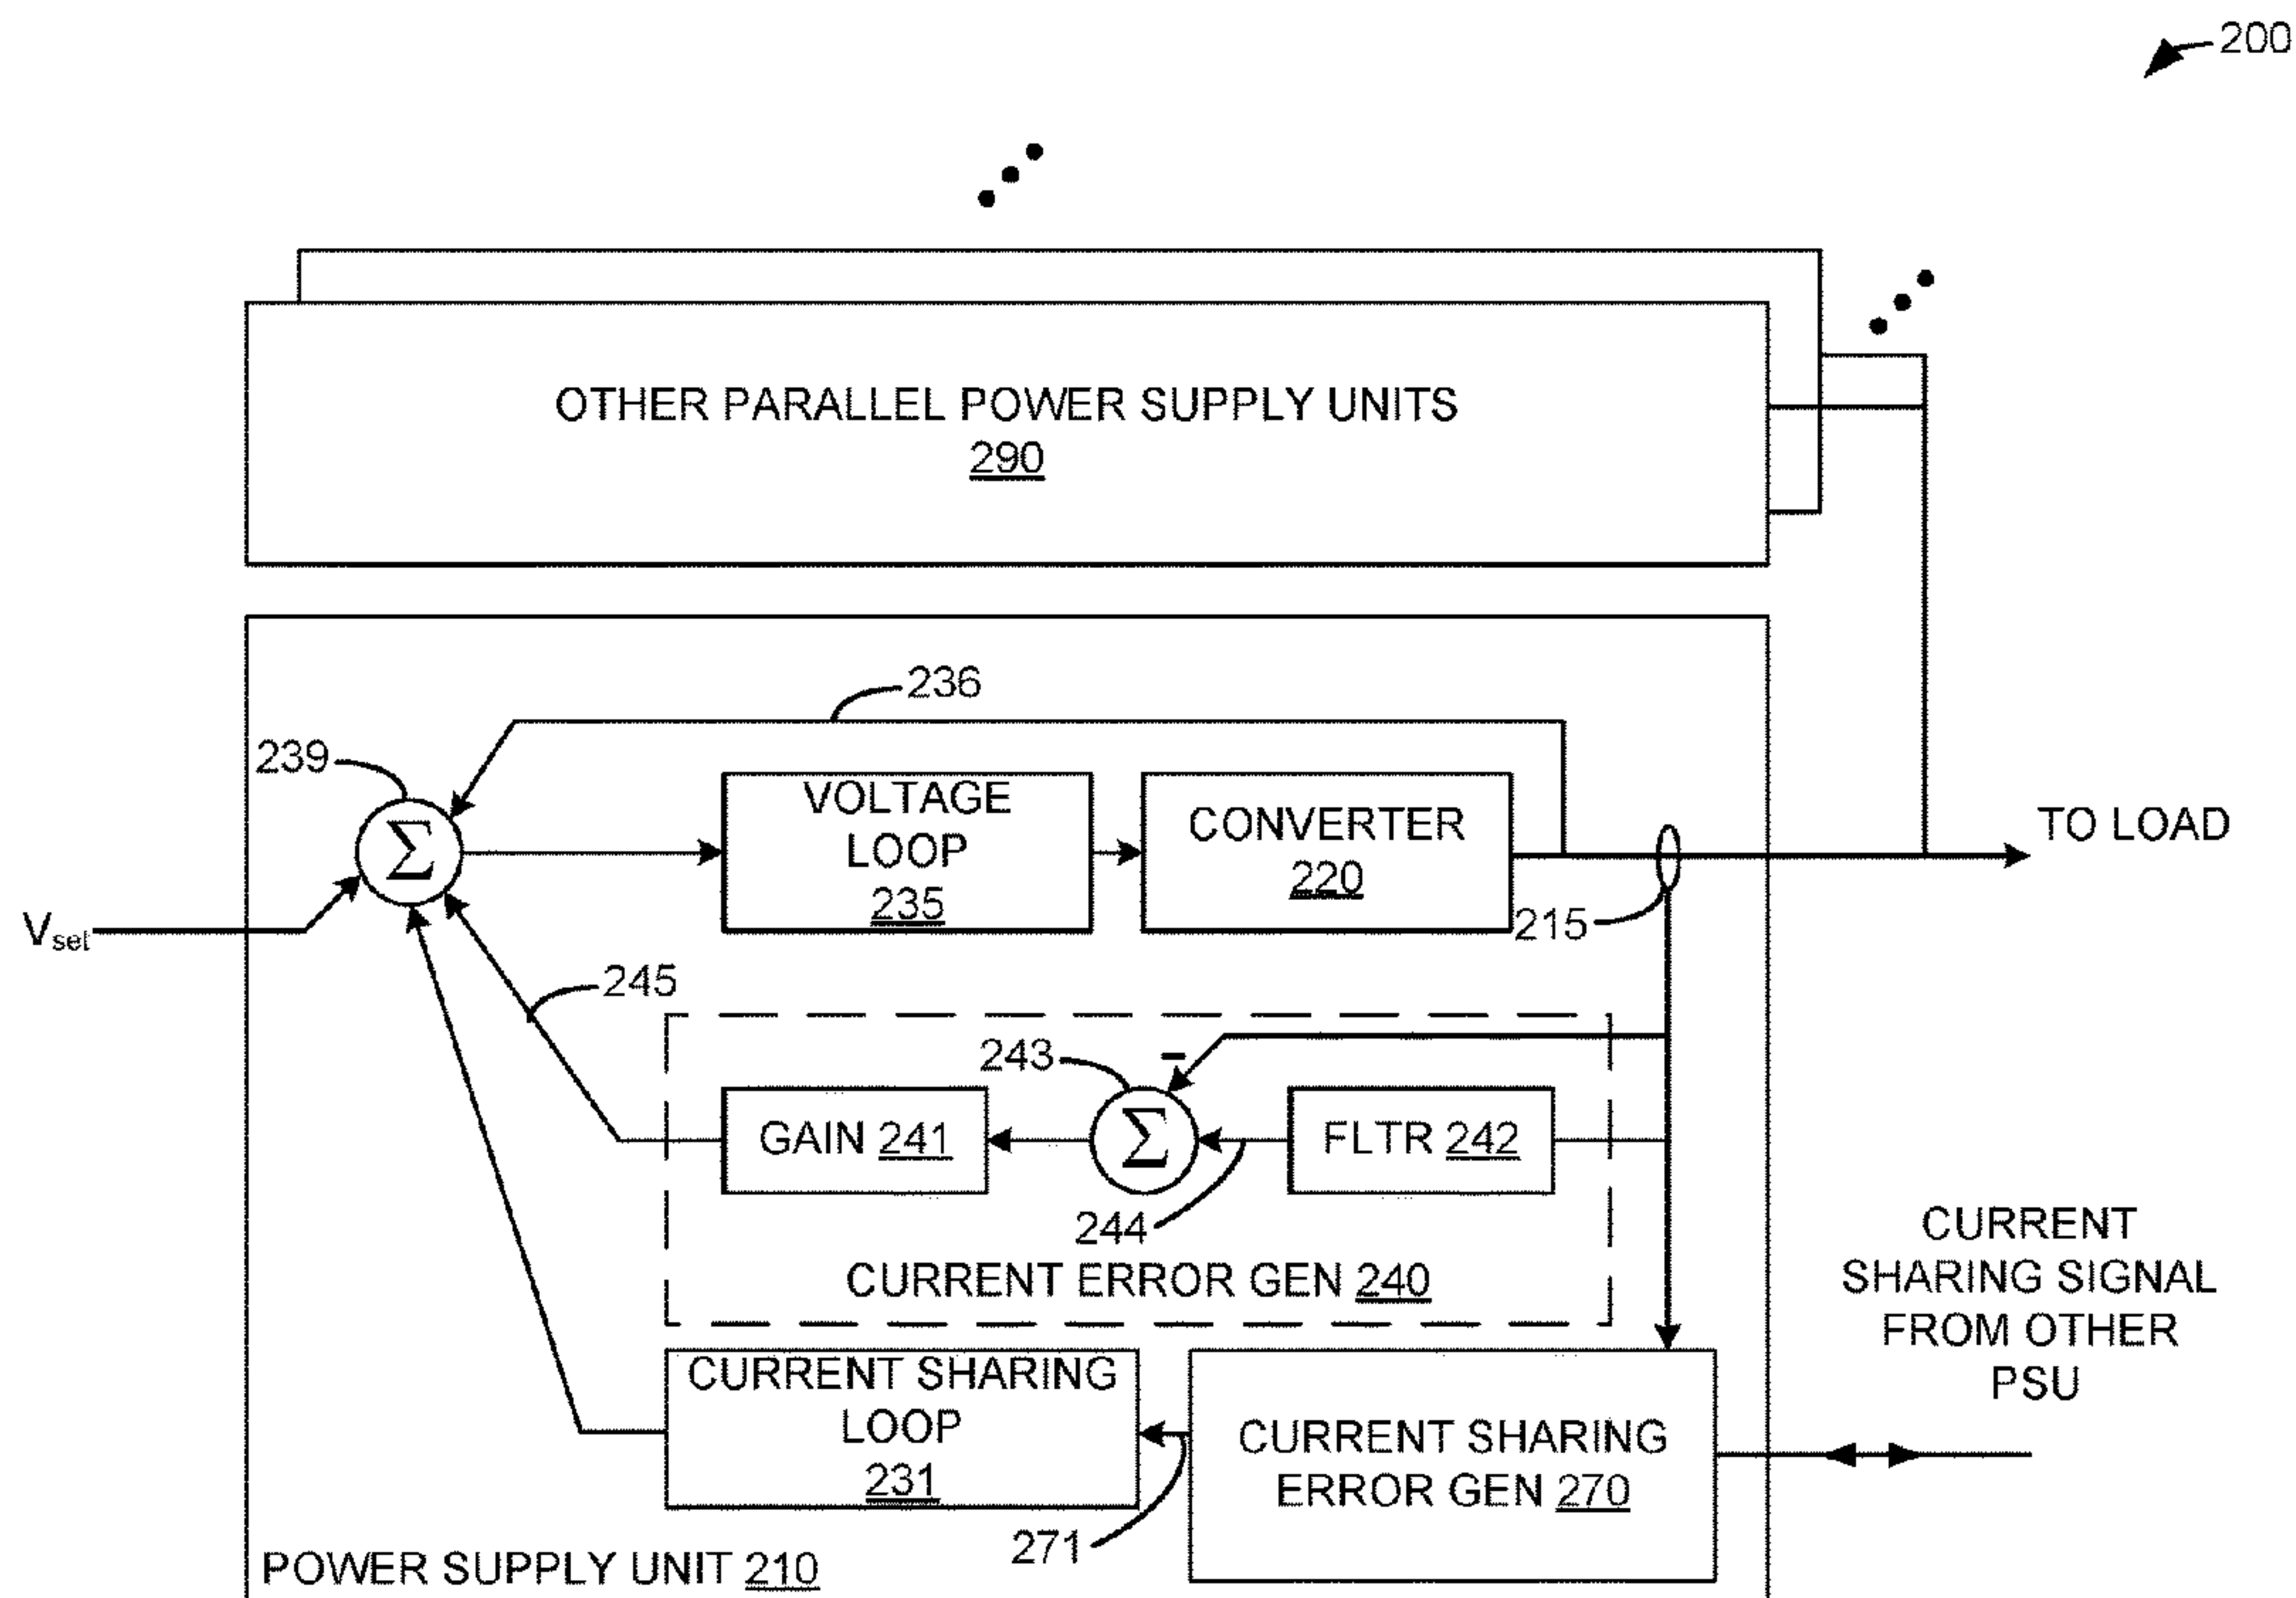 200
OTHER PARALLEL POWER SUPPLY UNITS
290
236
239
VOLTAGE
LOOP
235
CONVERTER
220
TO LOAD
215
Vset
245
243
-
Σ
Σ
GAIN 241
FLTR 242
244
CURRENT ERROR GEN 240
CURRENT
SHARING SIGNAL
FROM OTHER
PSU
CURRENT SHARING
LOOP
231
CURRENT SHARING
ERROR GEN 270
271
POWER SUPPLY UNIT 210